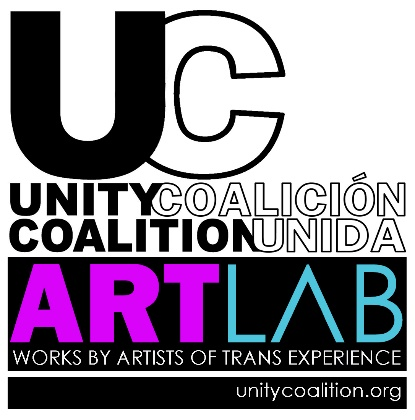 UC
UNITY COALICIÓN
COALITION UNIDA
ARTLAB
WORKS BY ARTISTS OF TRANS EXPERIENCE
unitycoalition.org